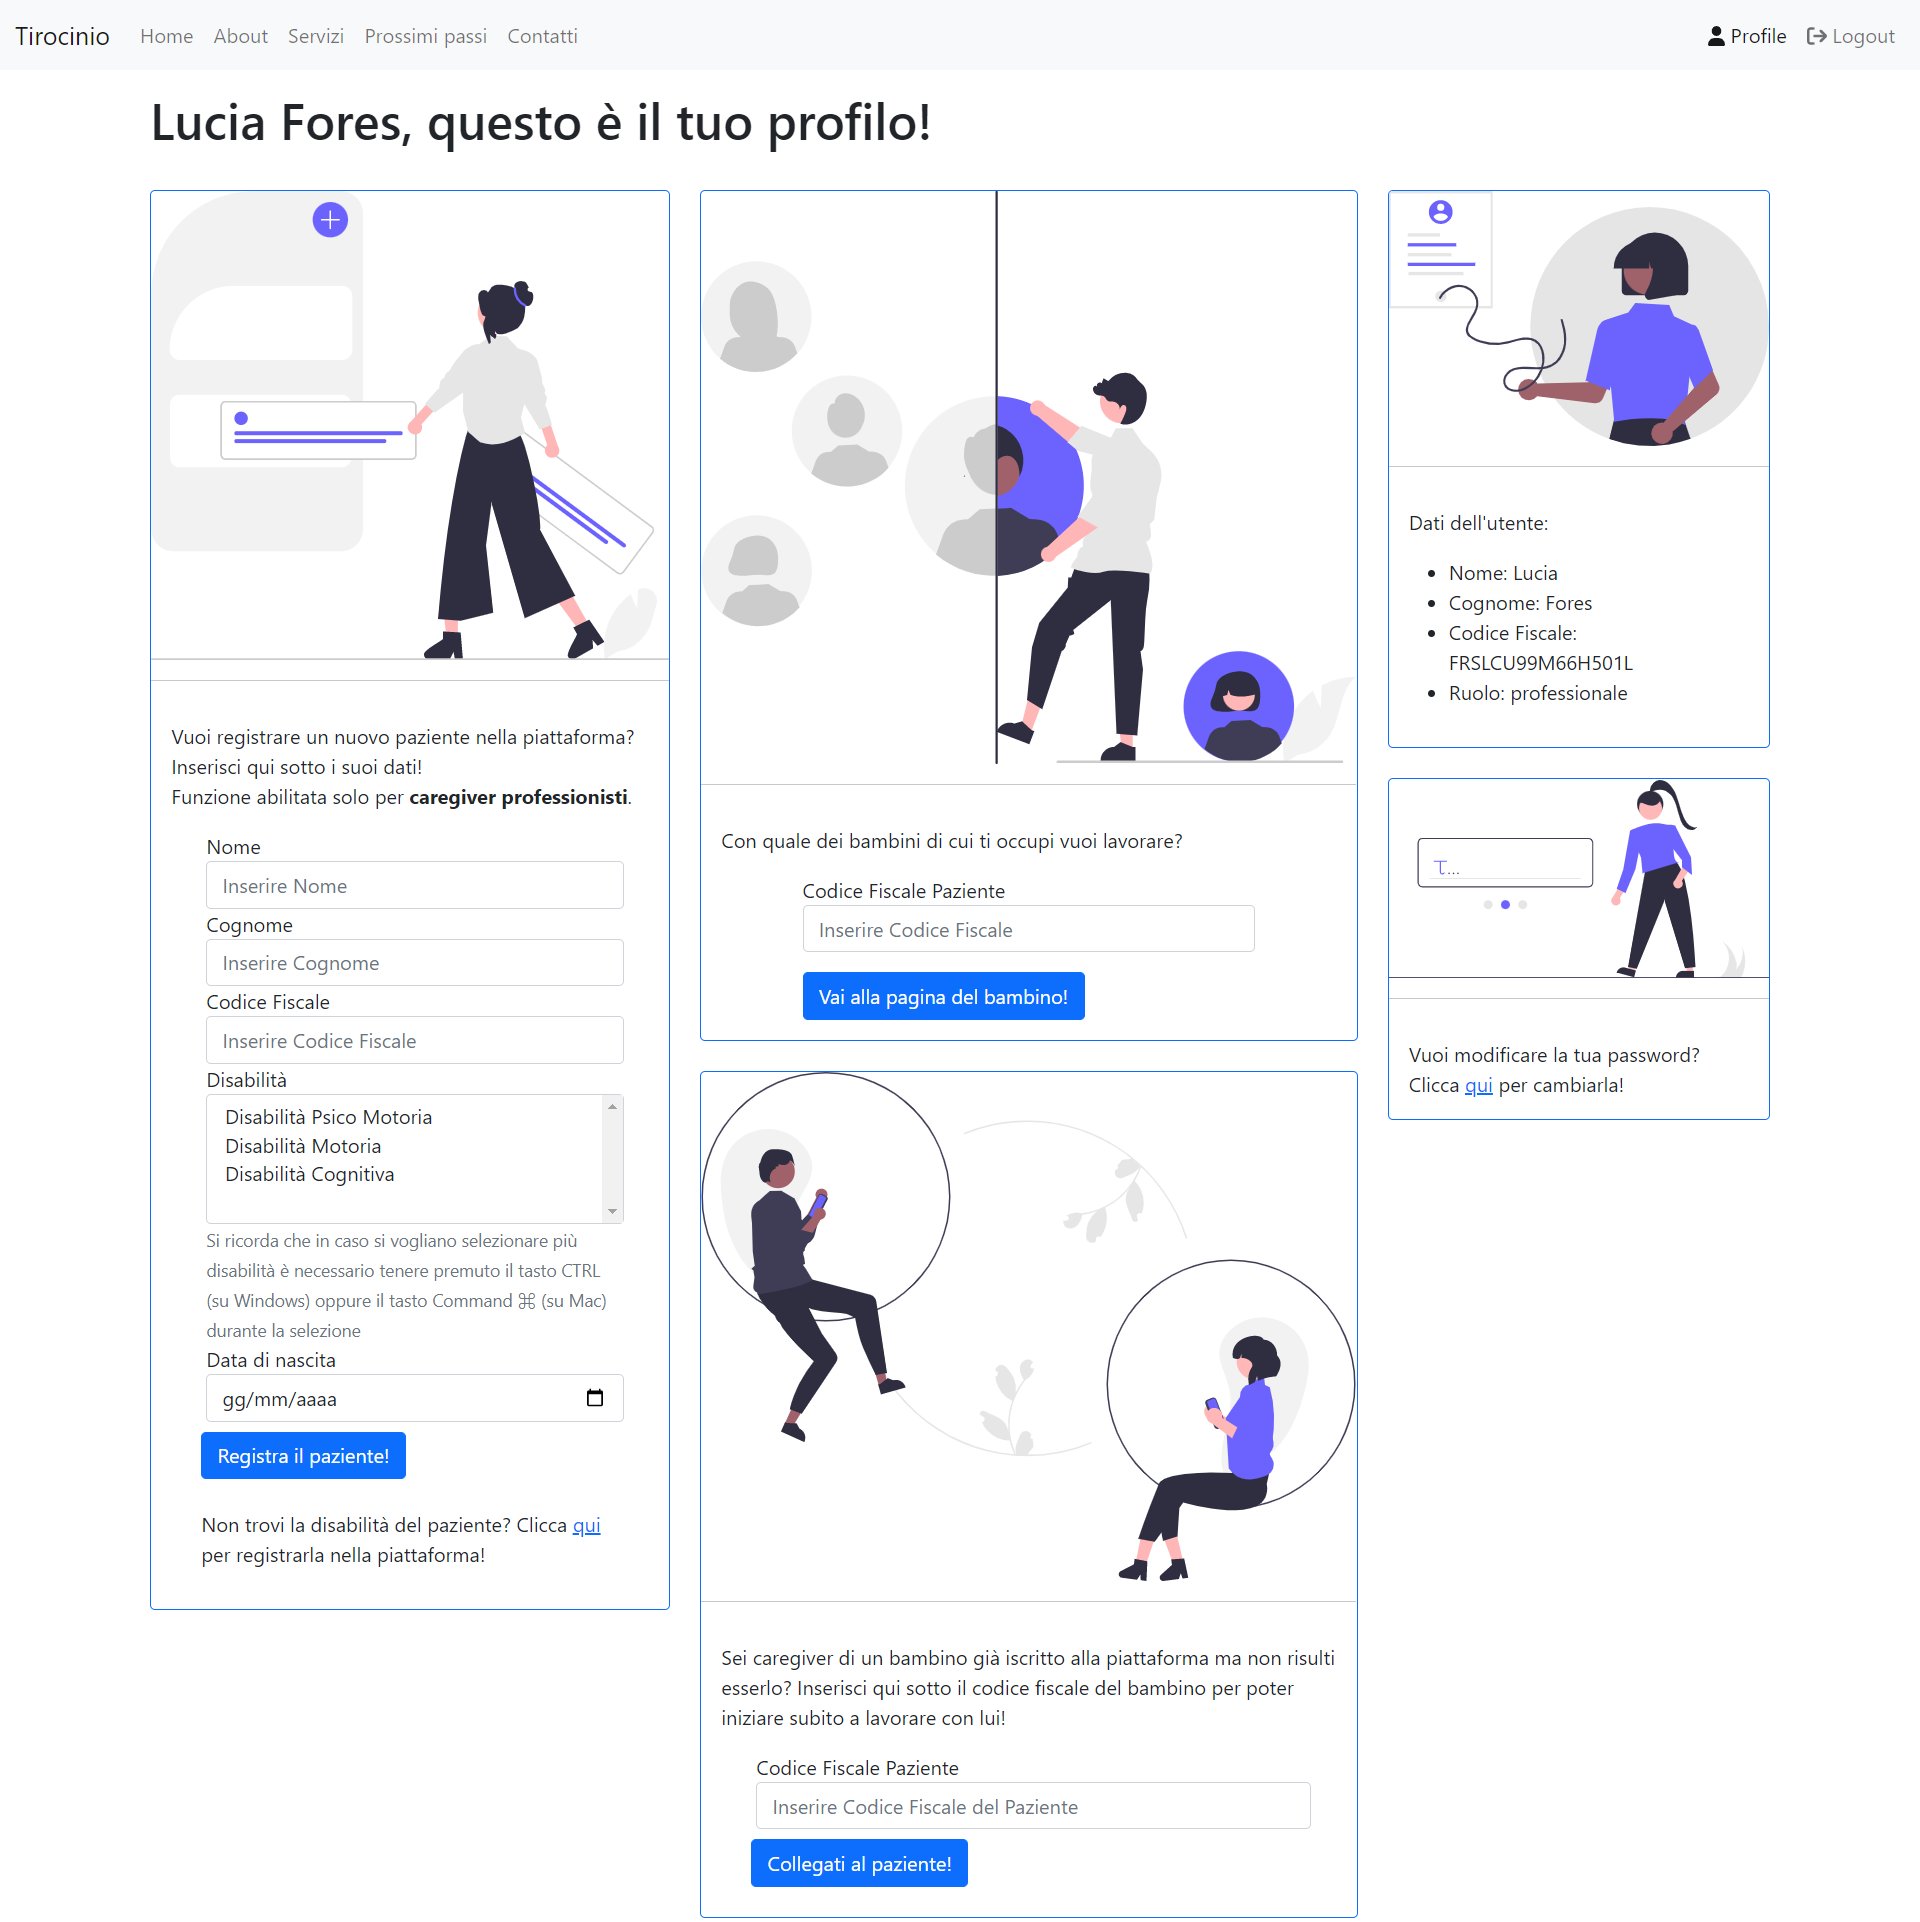 Tirocinio Home About Servizi Prossimi passi Contatti Profile Logout
Lucia Fores, questo è il tuo profilo!
Vuoi registrare un nuovo paziente nella piattaforma?
Inserisci qui sotto i suoi dati!
Funzione abilitata solo per caregiver professionisti.
Nome
Inserire Nome
Cognome
Inserire Cognome
Codice Fiscale
Inserire Codice Fiscale
Disabilità
Disabilità Psico Motoria
Disabilità Motoria
Disabilità Cognitiva
Si ricorda che in caso si vogliano selezionare più
disabilità è necessario tenere premuto il tasto CTRL
(su Windows) oppure il tasto Command ⌘ (su Mac)
durante la selezione
Data di nascita
gg/mm/aaaa
Registra il paziente!
Non trovi la disabilità del paziente? Clicca qui
per registrarla nella piattaforma!
Con quale dei bambini di cui ti occupi vuoi lavorare?
Codice Fiscale Paziente
Inserire Codice Fiscale
Vai alla pagina del bambino!
Sei caregiver di un bambino già iscritto alla piattaforma ma non risulti
esserlo? Inserisci qui sotto il codice fiscale del bambino per poter
iniziare subito a lavorare con lui!
Codice Fiscale Paziente
Inserire Codice Fiscale del Paziente
Collegati al paziente!
Dati dell'utente:
Nome: Lucia
Cognome: Fores
Codice Fiscale:
FRSLCU99M66H501L
Ruolo: professionale
Vuoi modificare la tua password?
Clicca qui per cambiarla!